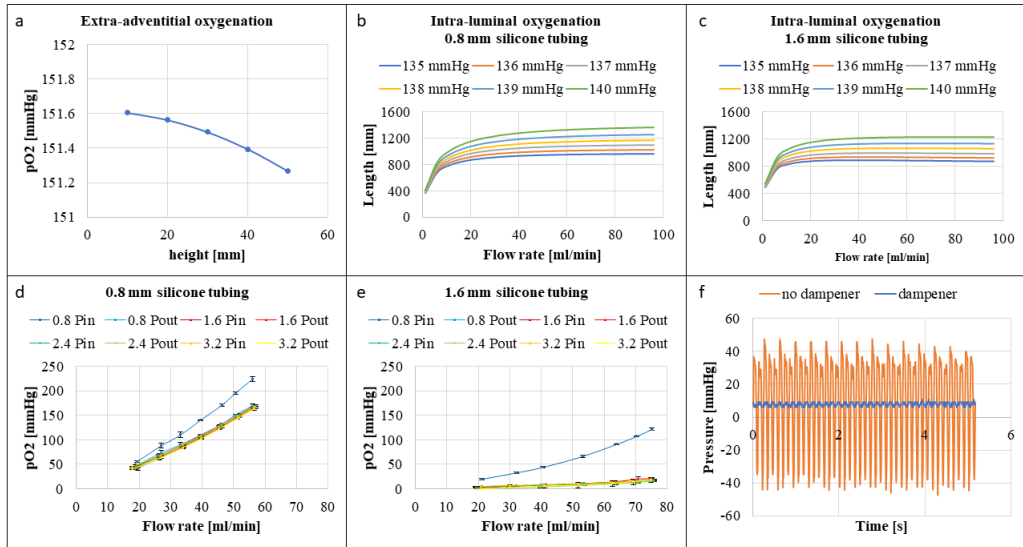 a
Extra-adventitial oxygenation
152
151.8
151.6
151.4
151.2
151
0
20
40
60
pO2 [mmHg]
height [mm]
b
Intra-luminal oxygenation
0.8 mm silicone tubing
135 mmHg 136 mmHg 137 mmHg
138 mmHg 139 mmHg 140 mmHg
1600
1200
800
400
0
0 20 40 60 80 100
Length [mm]
Flow rate [ml/min]
c
Intra-luminal oxygenation
1.6 mm silicone tubing
135 mmHg 136 mmHg 137 mmHg
138 mmHg 139 mmHg 140 mmHg
1600
1200
800
400
0
0 20 40 60 80 100
Length [mm]
Flow rate [ml/min]
d
0.8 mm silicone tubing
0.8 Pin 0.8 Pout 1.6 Pin 1.6 Pout
2.4 Pin 2.4 Pout 3.2 Pin 3.2 Pout
250
200
150
100
50
0
0 10 20 30 40 50 60 70
pO2 [mmHg]
Flow rate [ml/min]
e
1.6 mm silicone tubing
0.8 Pin 0.8 Pout 1.6 Pin 1.6 Pout
2.4 Pin 2.4 Pout 3.2 Pin 3.2 Pout
250
200
150
100
50
0
0 10 20 30 40 50 60 70 80
pO2 [mmHg]
Flow rate [ml/min]
f
no dampener dampener
60
40
20
0
-20
-40
-60
0 2 4 6
Pressure [mmHg]
Time [s]